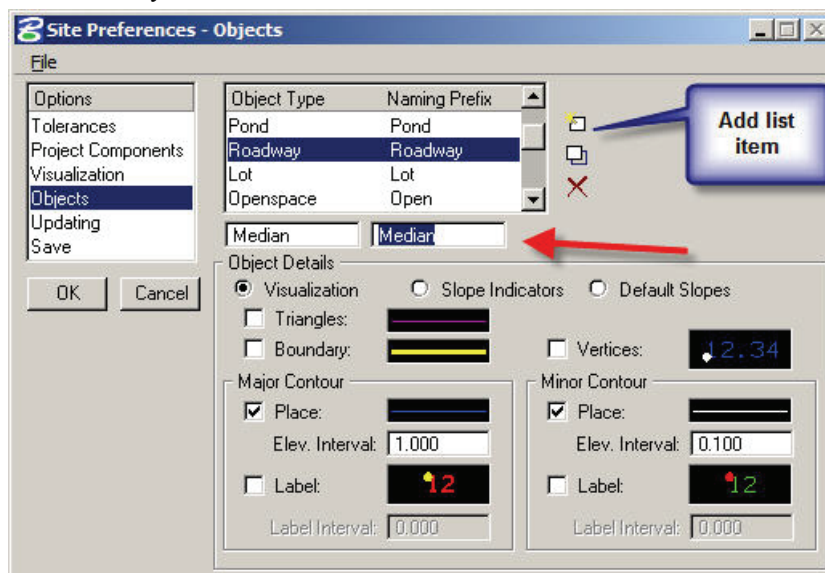 Site Preferences - Objects
File
Options
Tolerances
Project Components
Visualization
Objects
Updating
Save
OK Cancel
Object Type Naming Prefix
Pond Pond
Roadway Roadway
Lot Lot
Openspace Open
Add list
item
Median Median
Object Details
Visualization Slope Indicators Default Slopes
Triangles:
Boundary: Vertices: 12.34
Major Contour
Place:
Elev. Interval: 1.000
Label: 12
Label Interval: 0.000
Minor Contour
Place:
Elev. Interval: 0.100
Label: 12
Label Interval: 0.000